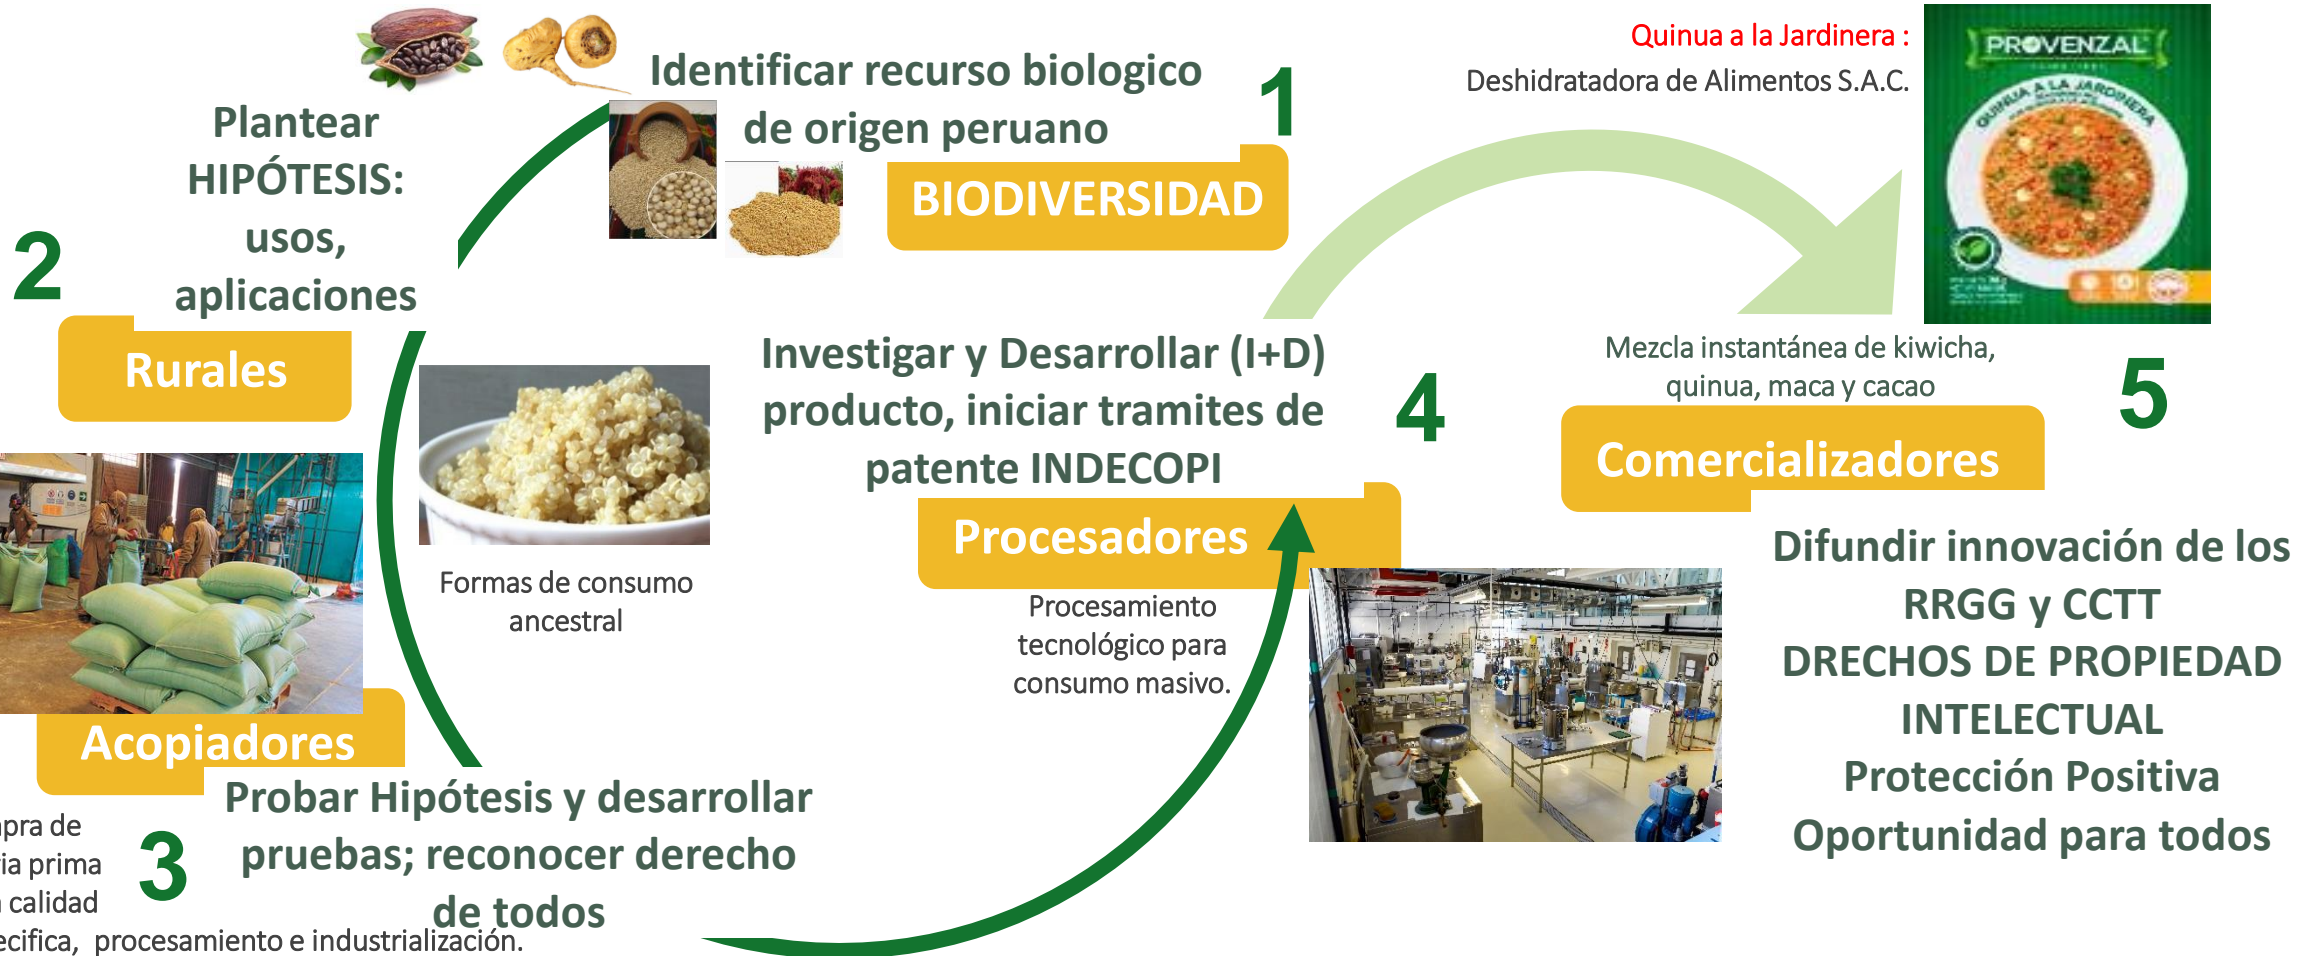 Identificar recurso biologico
de origen peruano
1
BIODIVERSIDAD
Plantear
HIPÓTESIS:
usos,
aplicaciones
2
Rurales
Formas de consumo
ancestral
Acopiadores
3
Probar Hipótesis y desarrollar
pruebas; reconocer derecho
de todos
pra de
ia prima
calidad
ecifica, procesamiento e industrialización.
Investigar y Desarrollar (I+D)
producto, iniciar tramites de
patente INDECOPI
4
Procesadores
Procesamiento
tecnológico para
consumo masivo.
Quinua a la Jardinera :
Deshidratadora de Alimentos S.A.C.
PROVENZAL
QUINUA A LA JARDINERA
Mezcla instantánea de kiwicha,
quinua, maca y cacao
5
Comercializadores
Difundir innovación de los
RRGG y CCTT
DRECHOS DE PROPIEDAD
INTELECTUAL
Protección Positiva
Oportunidad para todos